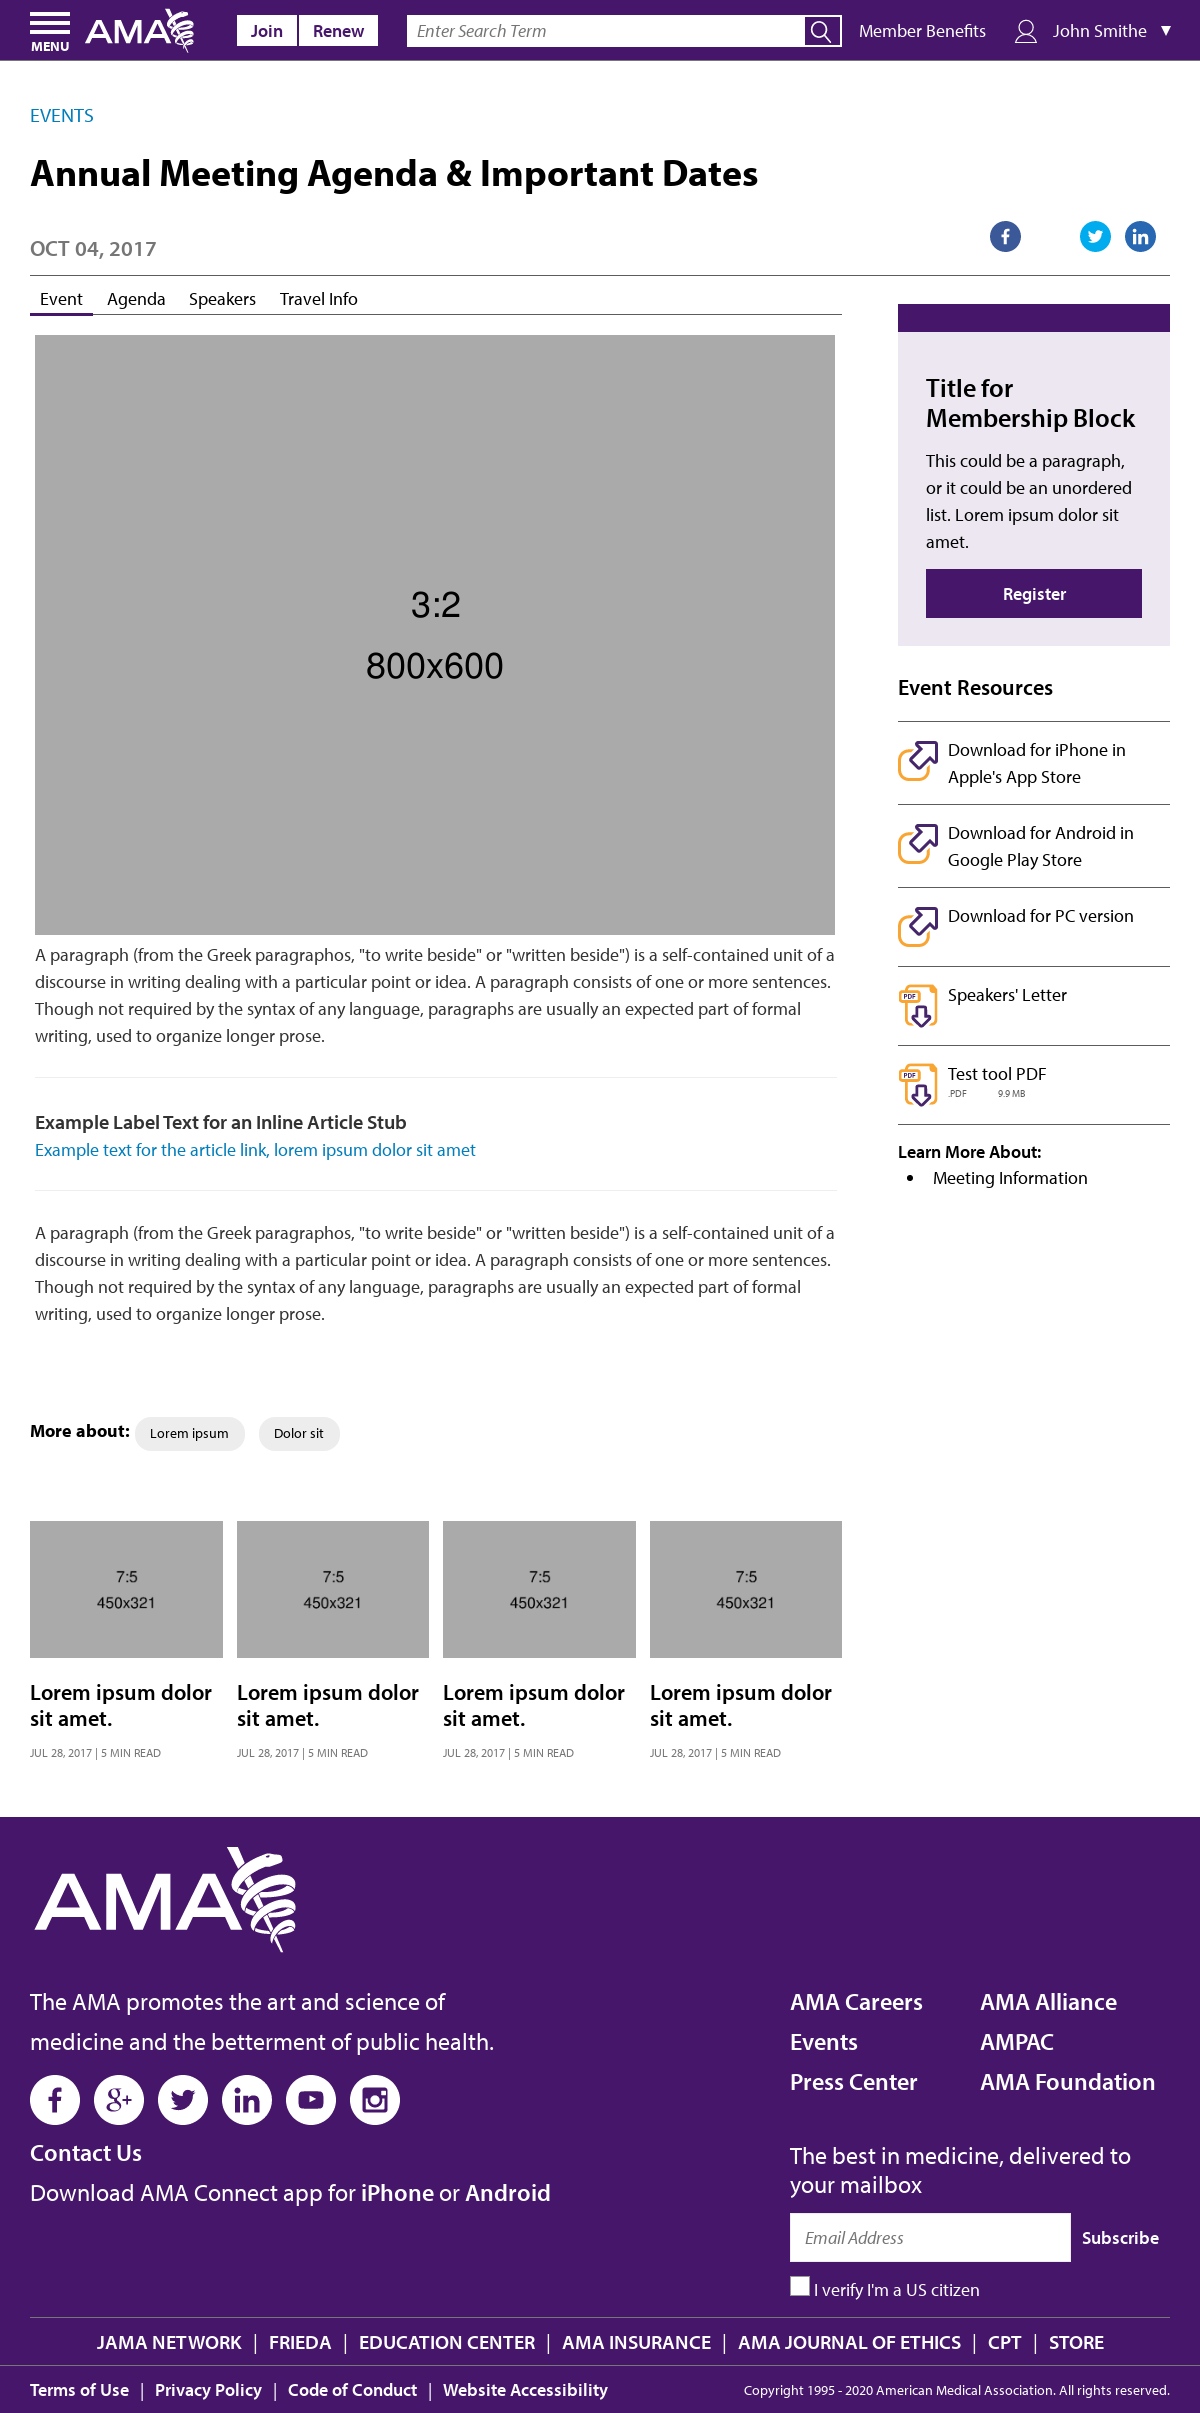 MENU
AMA
Join
Renew
Enter Search Term
Member Benefits
John Smithe
EVENTS
Annual Meeting Agenda & Important Dates
OCT 04, 2017
Event
Agenda
Speakers
Travel Info
3:2
800x600
A paragraph (from the Greek paragraphos, "to write beside" or "written beside") is a self-contained unit of a
discourse in writing dealing with a particular point or idea. A paragraph consists of one or more sentences.
Though not required by the syntax of any language, paragraphs are usually an expected part of formal
writing, used to organize longer prose.
Example Label Text for an Inline Article Stub
Example text for the article link, lorem ipsum dolor sit amet
A paragraph (from the Greek paragraphos, "to write beside" or "written beside") is a self-contained unit of a
discourse in writing dealing with a particular point or idea. A paragraph consists of one or more sentences.
Though not required by the syntax of any language, paragraphs are usually an expected part of formal
writing, used to organize longer prose.
Title for
Membership Block
This could be a paragraph,
or it could be an unordered
list. Lorem ipsum dolor sit
amet.
Register
Event Resources
Download for iPhone in
Apple's App Store
Download for Android in
Google Play Store
Download for PC version
PDF
Speakers' Letter
PDF
Test tool PDF
.PDF 9.9 MB
Learn More About:
Meeting Information
More about:
Lorem ipsum
Dolor sit
7:5
450x321
Lorem ipsum dolor
sit amet.
JUL 28, 2017 | 5 MIN READ
7:5
450x321
Lorem ipsum dolor
sit amet.
JUL 28, 2017 | 5 MIN READ
7:5
450x321
Lorem ipsum dolor
sit amet.
JUL 28, 2017 | 5 MIN READ
7:5
450x321
Lorem ipsum dolor
sit amet.
JUL 28, 2017 | 5 MIN READ
AMA
The AMA promotes the art and science of
medicine and the betterment of public health.
Contact Us
Download AMA Connect app for iPhone or Android
AMA Careers
Events
Press Center
AMA Alliance
AMPAC
AMA Foundation
The best in medicine, delivered to
your mailbox
Email Address
Subscribe
I verify I'm a US citizen
JAMA NETWORK | FRIEDA | EDUCATION CENTER | AMA INSURANCE | AMA JOURNAL OF ETHICS | CPT | STORE
Terms of Use | Privacy Policy | Code of Conduct | Website Accessibility
Copyright 1995 - 2020 American Medical Association. All rights reserved.